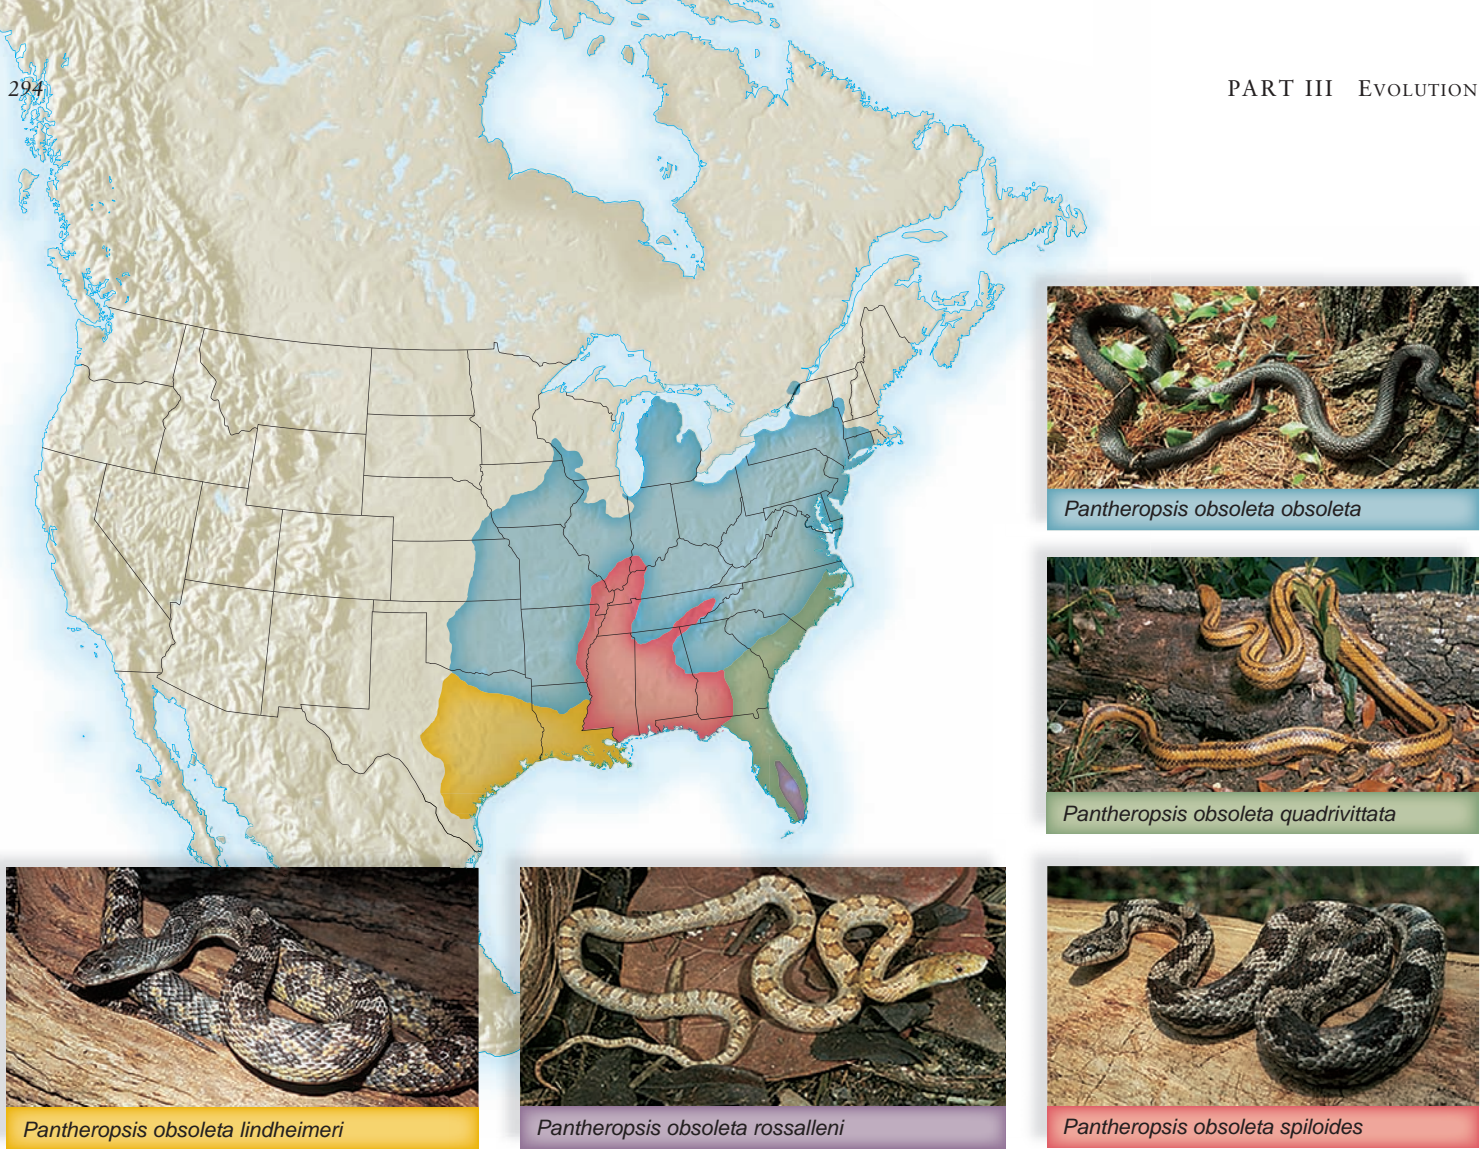 294
PART III EVOLUTION
Pantheropsis obsoleta obsoleta
Pantheropsis obsoleta quadrivittata
Pantheropsis obsoleta lindheimeri
Pantheropsis obsoleta rossalleni
Pantheropsis obsoleta spiloides